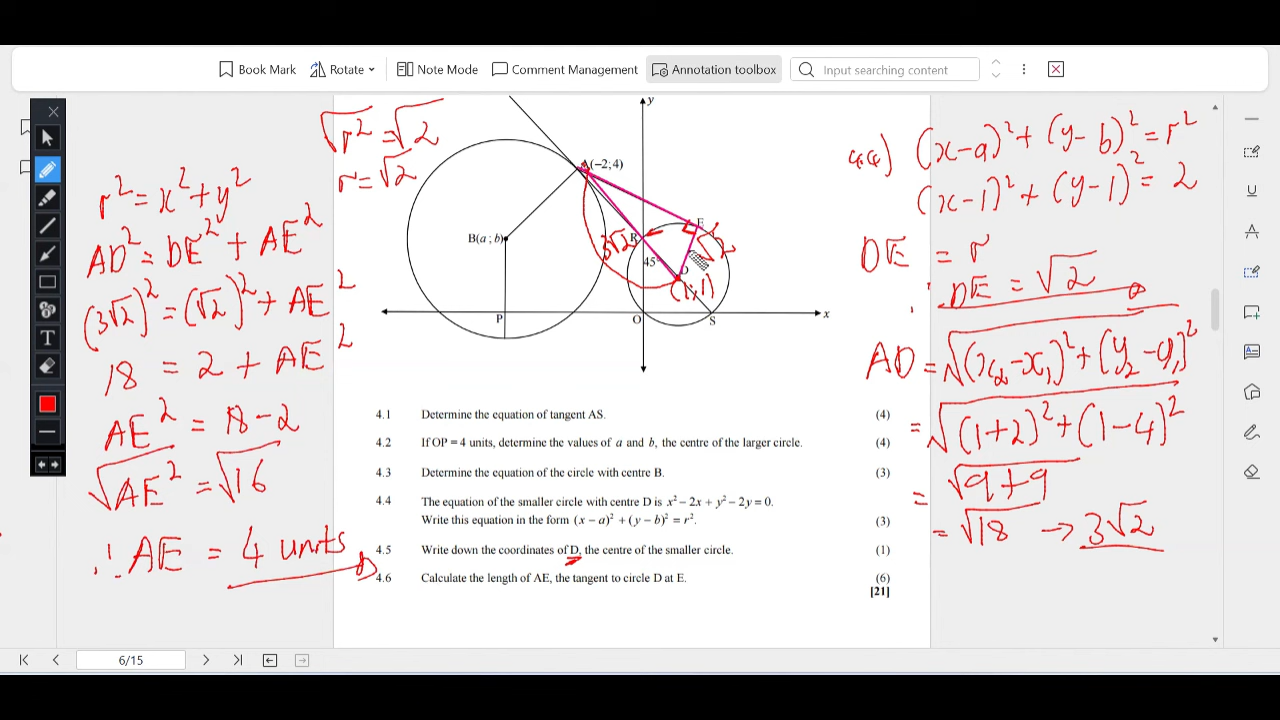 Book Mark Rotate Note Mode Comment Management Annotation toolbox Input searching content
r² = x² + y²
AD² = DE² + AE²
(3√2)² = (√2)² + AE²
18 = 2 + AE²
AE² = 18 - 2
√AE² = √16
∴ AE = 4 units
√r² = √2
r = √2
y
A(–2; 4)
E
B(a ; b)
R
3√2
√2
45°
D
(1; 1)
P
O
S
x
4.1 Determine the equation of tangent AS. (4)
4.2 If OP = 4 units, determine the values of a and b, the centre of the larger circle. (4)
4.3 Determine the equation of the circle with centre B. (3)
4.4 The equation of the smaller circle with centre D is x² – 2x + y² – 2y = 0.
Write this equation in the form (x – a)² + (y – b)² = r². (3)
4.5 Write down the coordinates of D, the centre of the smaller circle. (1)
4.6 Calculate the length of AE, the tangent to circle D at E. (6)
[21]
4.4) (x-a)² + (y-b)² = r²
(x-1)² + (y-1)² = 2
DE = r
∴ DE = √2
AD = √(x₂-x₁)² + (y₂-y₁)²
= √(1+2)² + (1-4)²
= √9+9
= √18 → 3√2
6/15
T